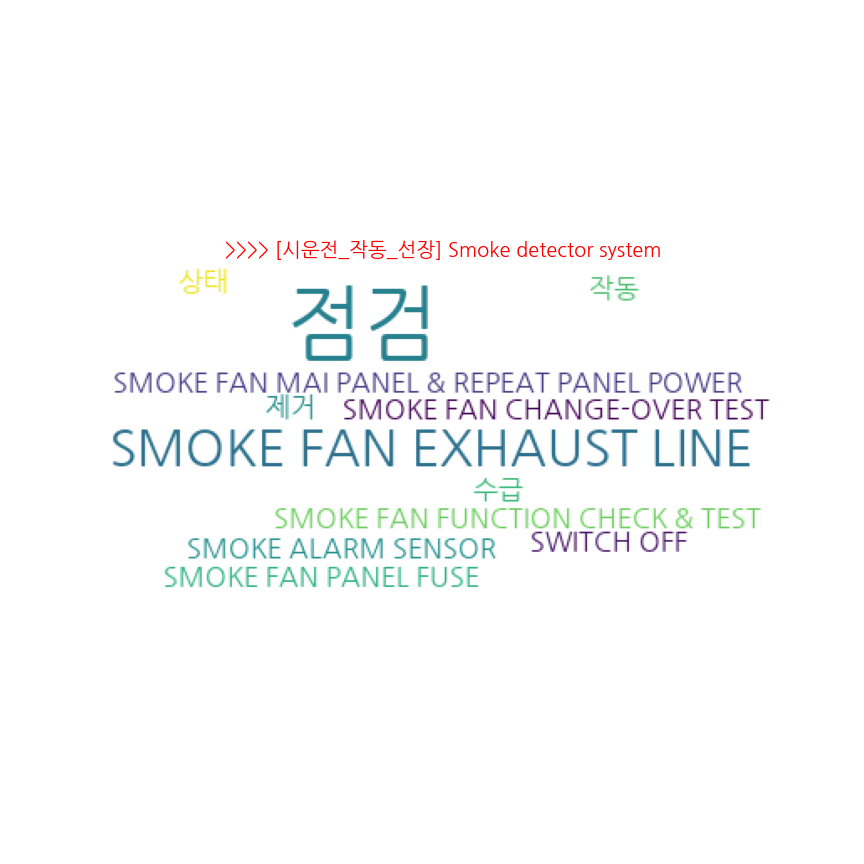 >>>> [시운전_작동_선장] Smoke detector system
상태
작동
점검
SMOKE FAN MAI PANEL & REPEAT PANEL POWER
제거
SMOKE FAN CHANGE-OVER TEST
SMOKE FAN EXHAUST LINE
수급
SMOKE FAN FUNCTION CHECK & TEST
SMOKE ALARM SENSOR
SWITCH OFF
SMOKE FAN PANEL FUSE